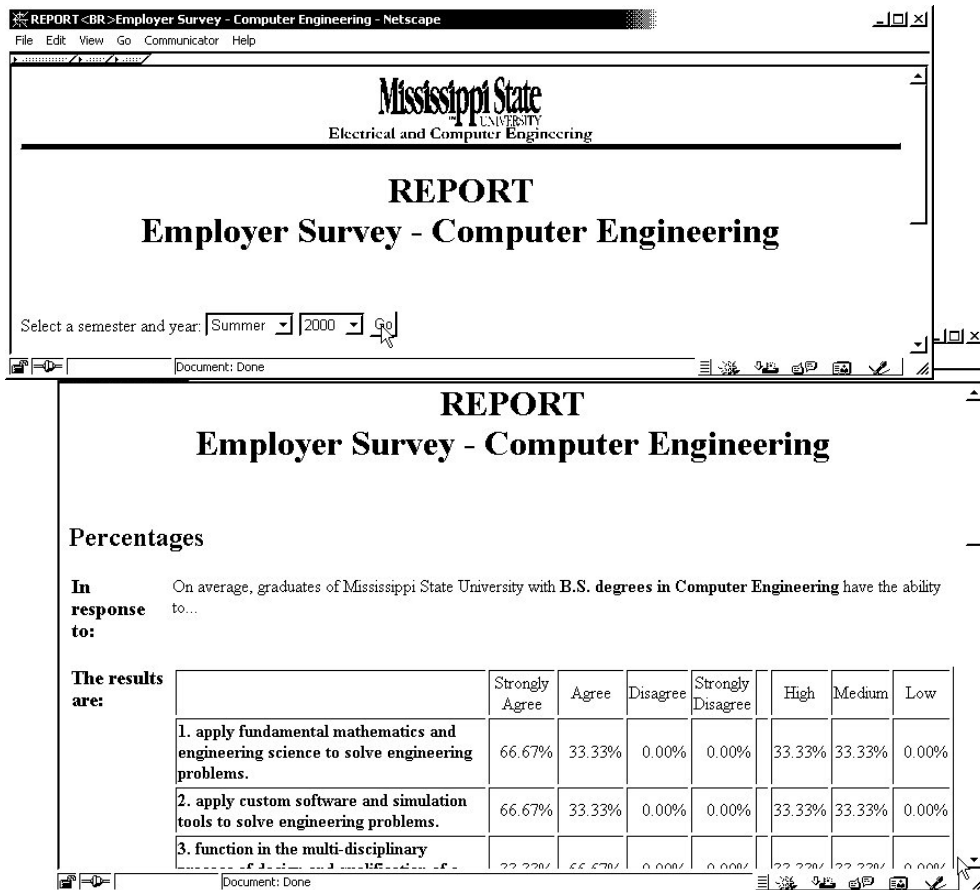 REPORT<BR>Employer Survey - Computer Engineering - Netscape
File Edit View Go Communicator Help
Mississippi State
UNIVERSITY
Electrical and Computer Engineering
REPORT
Employer Survey - Computer Engineering
Select a semester and year: Summer 2000 Go
Document: Done
REPORT
Employer Survey - Computer Engineering
Percentages
In response to:
On average, graduates of Mississippi State University with B.S. degrees in Computer Engineering have the ability
to...
The results are:
Strongly Agree Agree Disagree Strongly Disagree High Medium Low
1. apply fundamental mathematics and
engineering science to solve engineering 66.67% 33.33% 0.00% 0.00% 33.33% 33.33% 0.00%
problems.
2. apply custom software and simulation
tools to solve engineering problems. 66.67% 33.33% 0.00% 0.00% 33.33% 33.33% 0.00%
3. function in the multi-disciplinary
Document: Done